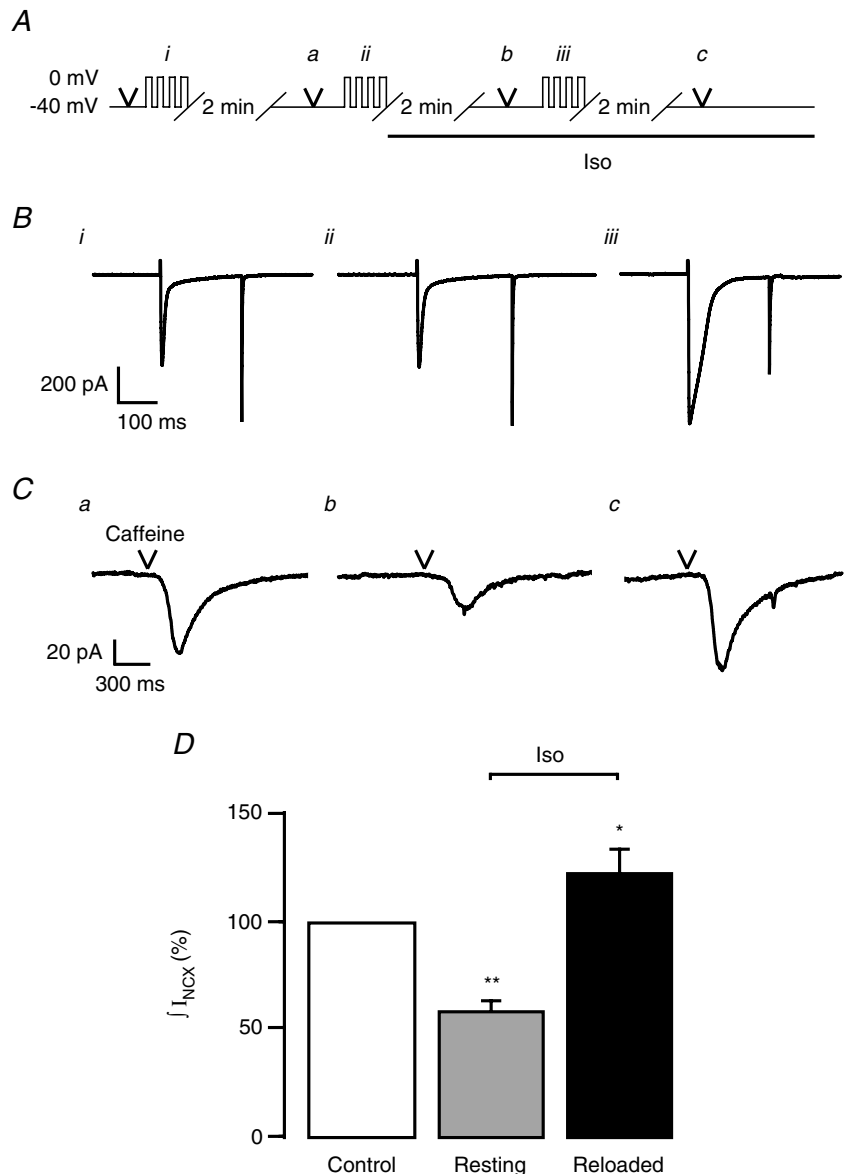 A
i a ii b iii c
0 mV
-40 mV 2 min 2 min 2 min
Iso
B
i ii iii
200 pA
100 ms
C
a b c
Caffeine
20 pA
300 ms
D
Iso
150
*
100
**
50
0
∫ I_NCX (%)
Control Resting Reloaded